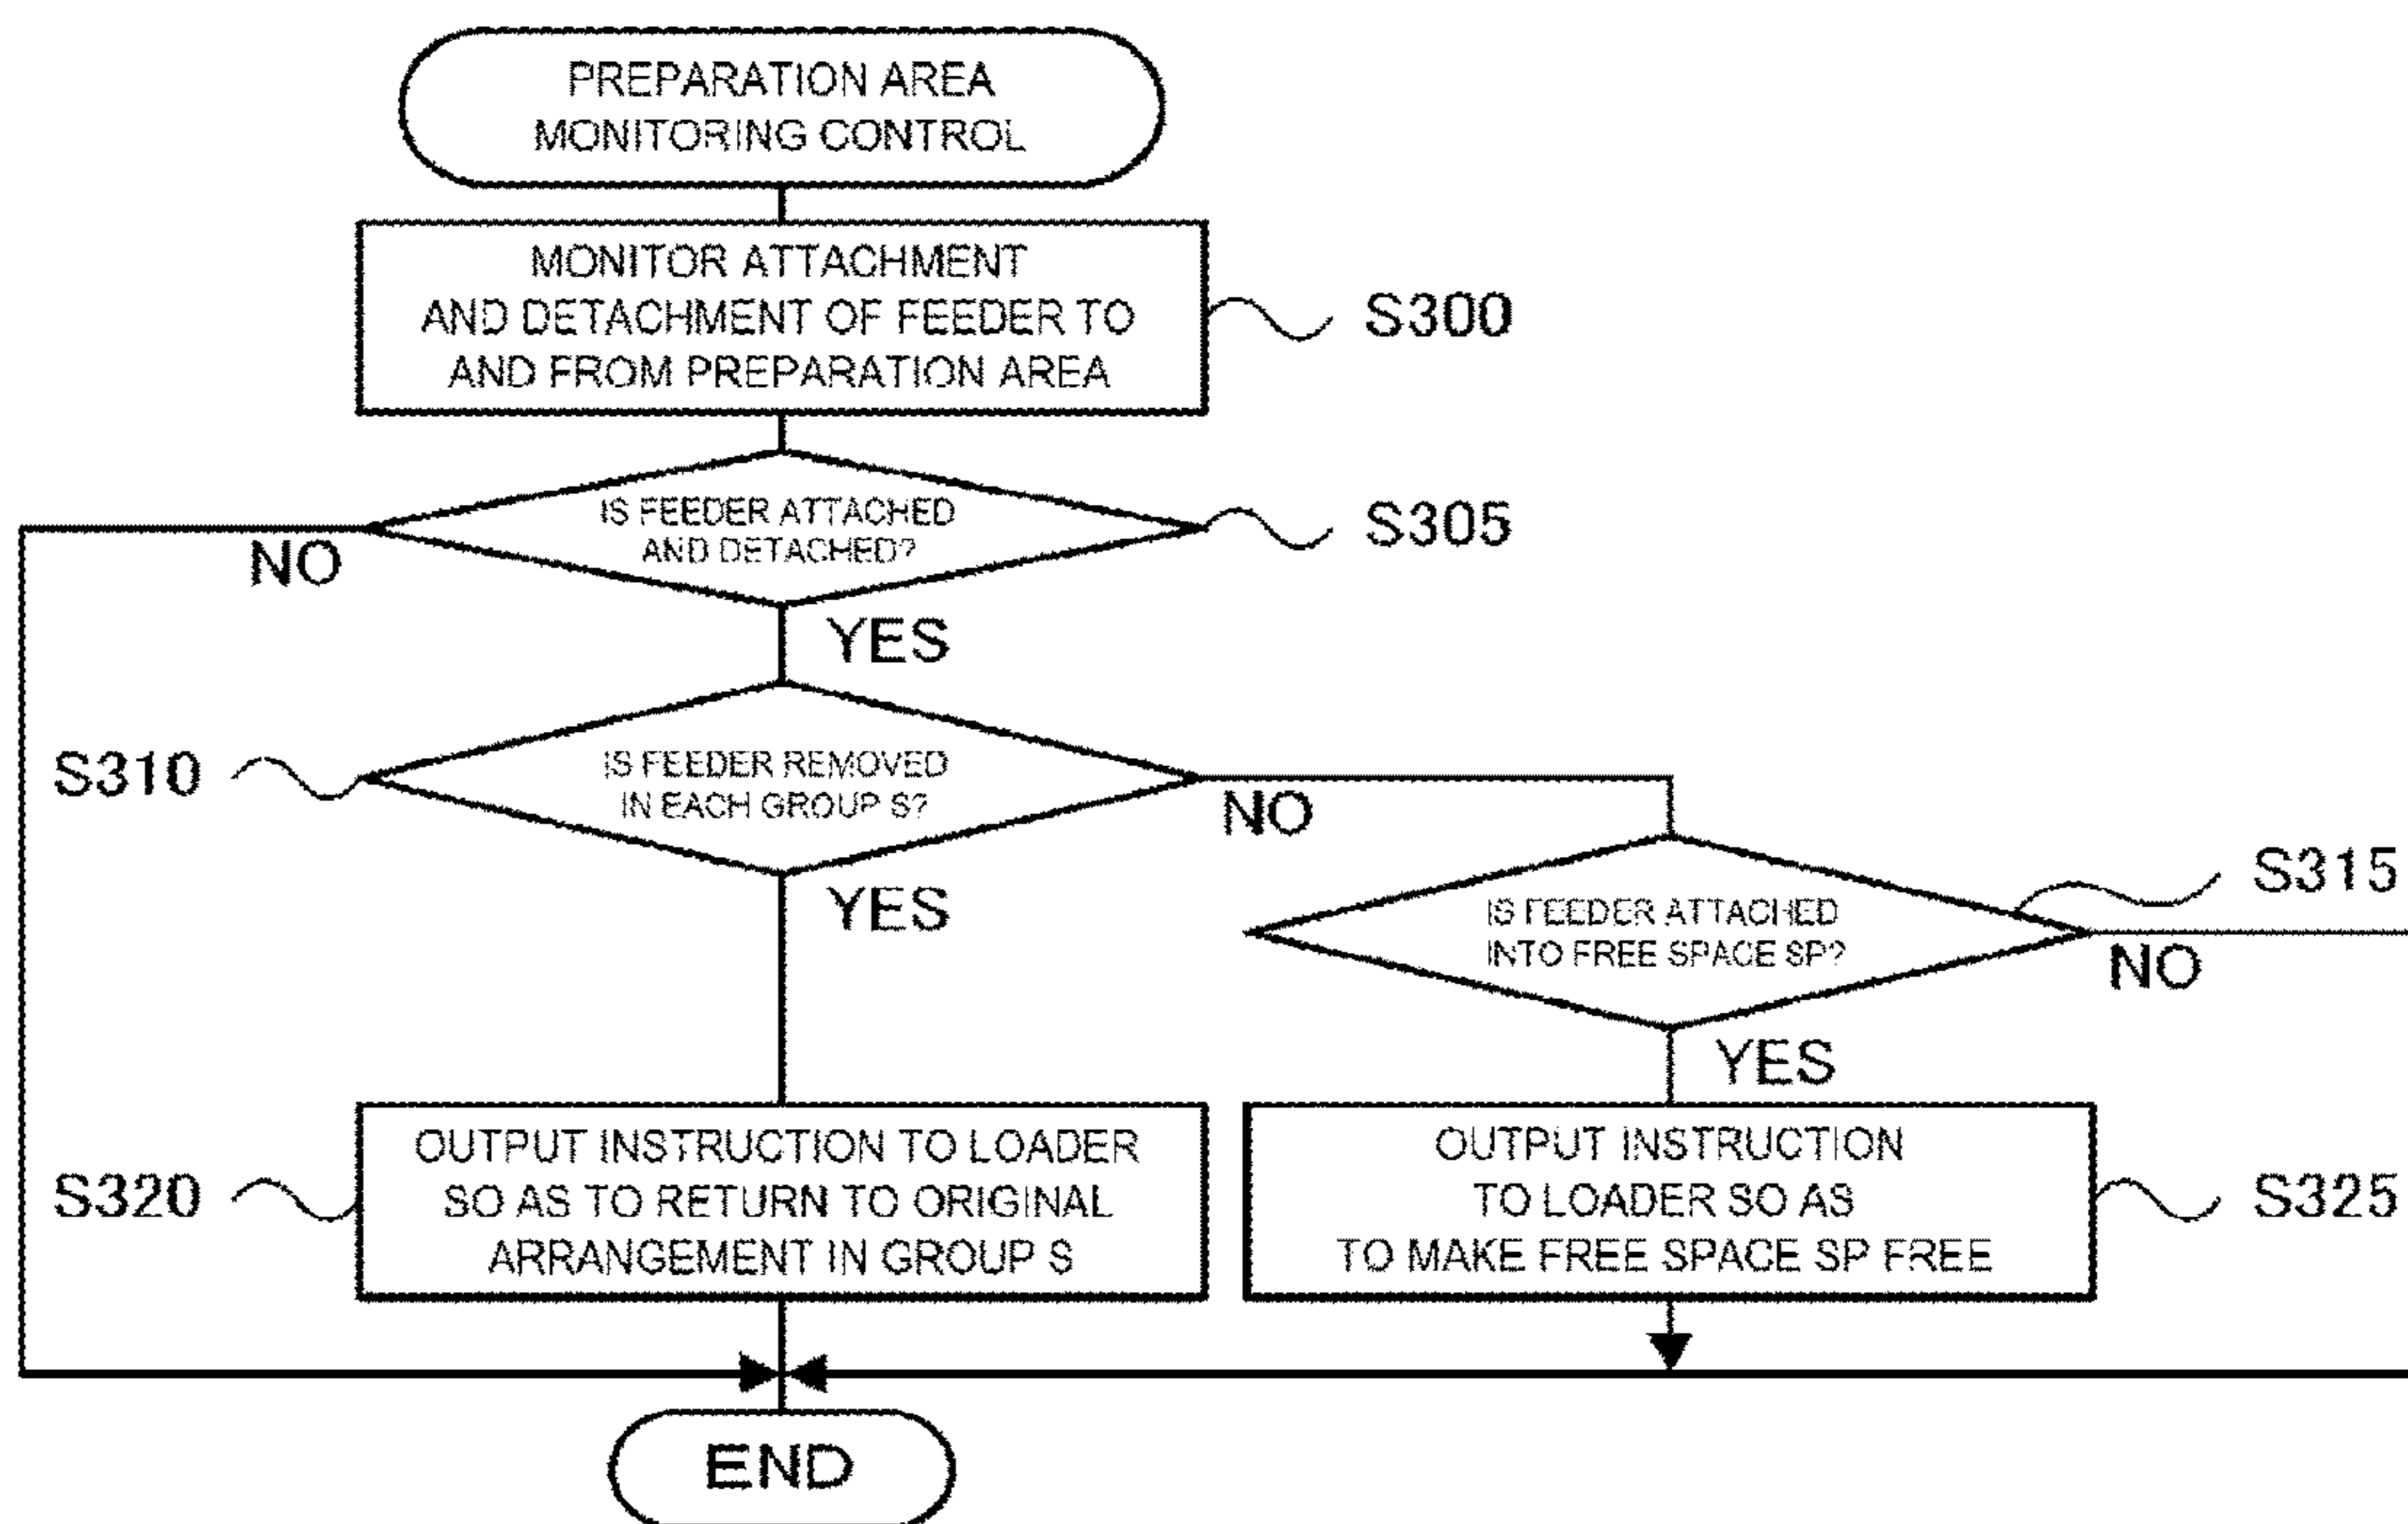 PREPARATION AREA
MONITORING CONTROL
MONITOR ATTACHMENT
AND DETACHMENT OF FEEDER TO
AND FROM PREPARATION AREA
S300
IS FEEDER ATTACHED
AND DETACHED?
S305
NO
YES
S310
IS FEEDER REMOVED
IN EACH GROUP S?
NO
YES
S315
IS FEEDER ATTACHED
INTO FREE SPACE SP?
NO
YES
S320
OUTPUT INSTRUCTION TO LOADER
SO AS TO RETURN TO ORIGINAL
ARRANGEMENT IN GROUP S
OUTPUT INSTRUCTION
TO LOADER SO AS
TO MAKE FREE SPACE SP FREE
S325
END